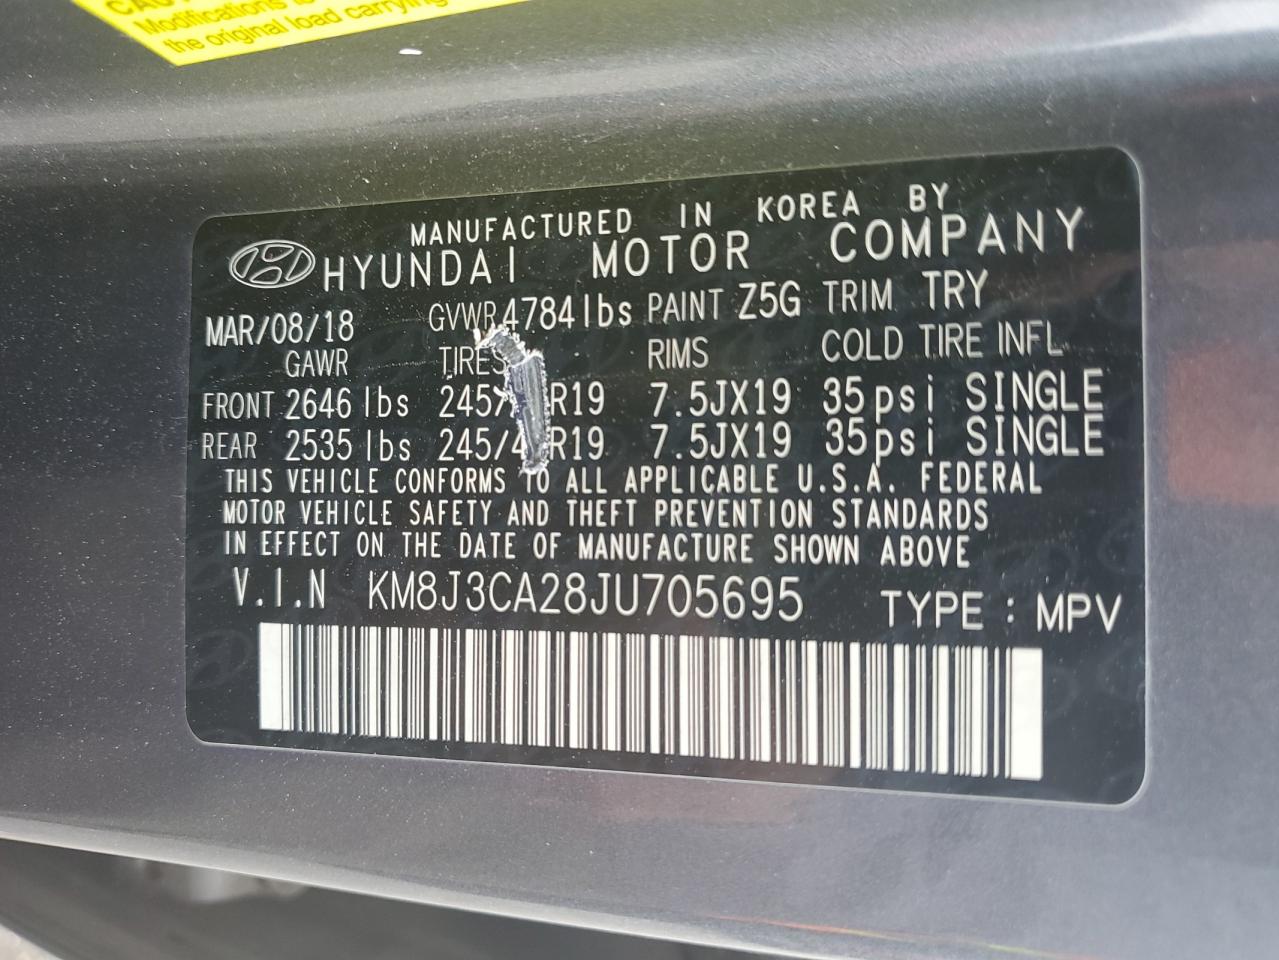 Modifications
the original load carrying
MANUFACTURED IN KOREA BY
HYUNDAI MOTOR COMPANY
MAR/08/18 GVWR 4784lbs PAINT Z5G TRIM TRY
GAWR TIRES RIMS COLD TIRE INFL
FRONT 2646 lbs R19 7.5JX19 35psi SINGLE
REAR 2535 lbs R19 7.5JX19 35psi SINGLE
THIS VEHICLE CONFORMS TO ALL APPLICABLE U.S.A. FEDERAL
MOTOR VEHICLE SAFETY AND THEFT PREVENTION STANDARDS
IN EFFECT ON THE DATE OF MANUFACTURE SHOWN ABOVE
V.I.N KM8J3CA28JU705695 TYPE : MPV